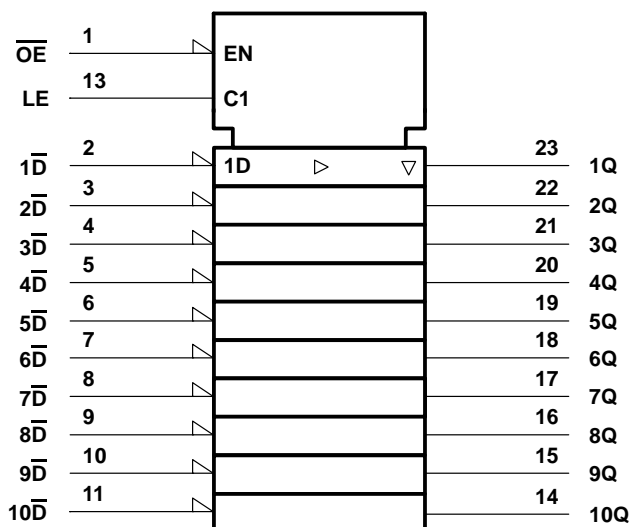 O̅E̅ 1 EN
LE 13 C1
1D̅ 2 1D 23 1Q
2D̅ 3 22 2Q
3D̅ 4 21 3Q
4D̅ 5 20 4Q
5D̅ 6 19 5Q
6D̅ 7 18 6Q
7D̅ 8 17 7Q
8D̅ 9 16 8Q
9D̅ 10 15 9Q
10D̅ 11 14 10Q